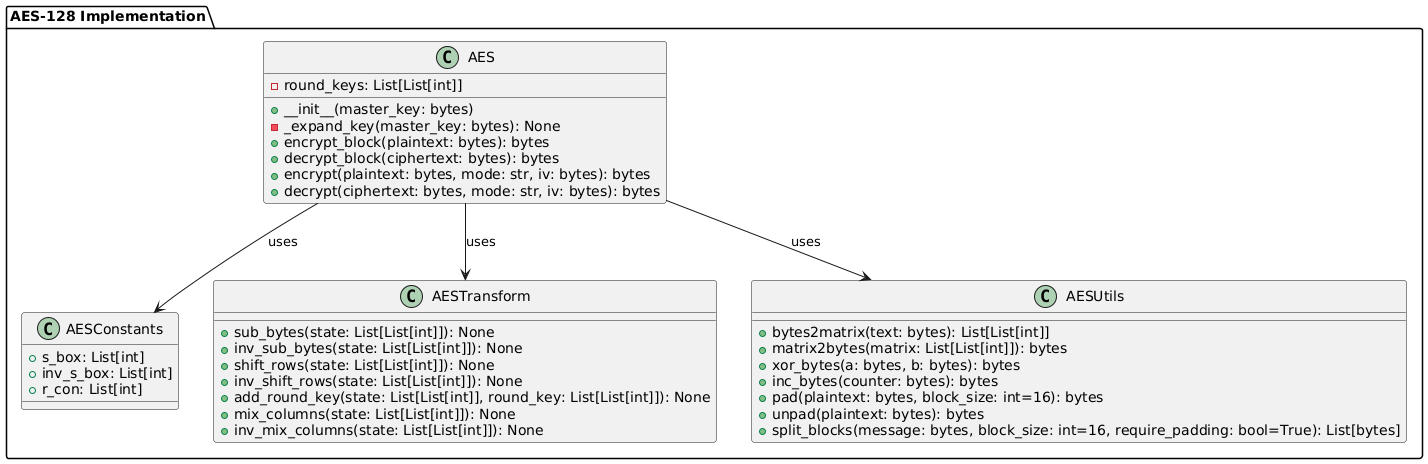 AES-128 Implementation
C AES
round_keys: List[List[int]]
__init__(master_key: bytes)
_expand_key(master_key: bytes): None
encrypt_block(plaintext: bytes): bytes
decrypt_block(ciphertext: bytes): bytes
encrypt(plaintext: bytes, mode: str, iv: bytes): bytes
decrypt(ciphertext: bytes, mode: str, iv: bytes): bytes
uses
uses
uses
C AESConstants
s_box: List[int]
inv_s_box: List[int]
r_con: List[int]
C AESTransform
sub_bytes(state: List[List[int]]): None
inv_sub_bytes(state: List[List[int]]): None
shift_rows(state: List[List[int]]): None
inv_shift_rows(state: List[List[int]]): None
add_round_key(state: List[List[int]], round_key: List[List[int]]): None
mix_columns(state: List[List[int]]): None
inv_mix_columns(state: List[List[int]]): None
C AESUtils
bytes2matrix(text: bytes): List[List[int]]
matrix2bytes(matrix: List[List[int]]): bytes
xor_bytes(a: bytes, b: bytes): bytes
inc_bytes(counter: bytes): bytes
pad(plaintext: bytes, block_size: int=16): bytes
unpad(plaintext: bytes): bytes
split_blocks(message: bytes, block_size: int=16, require_padding: bool=True): List[bytes]